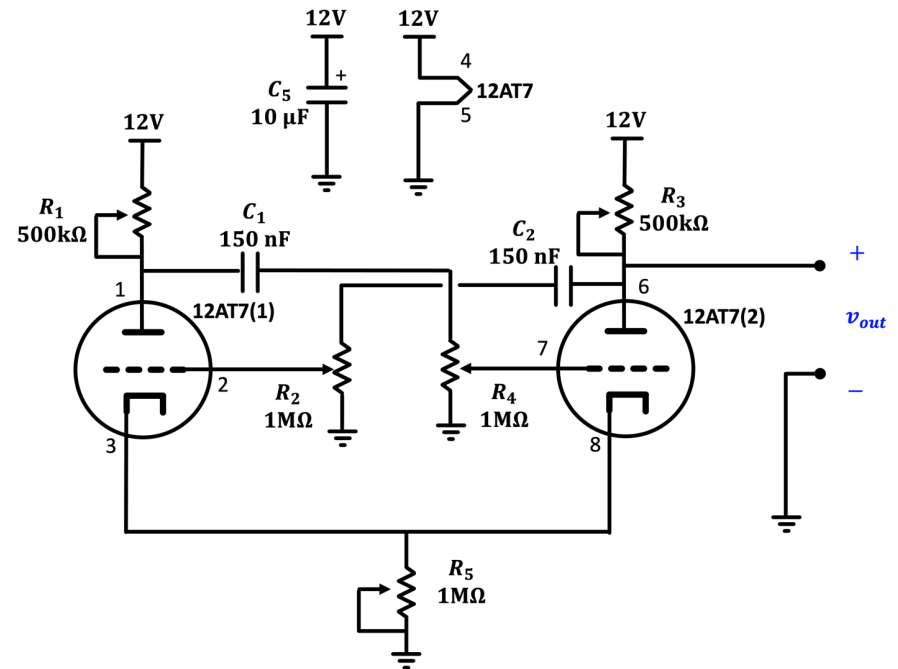 12V
12V
4
+
C₅
10 µF
12AT7
5
12V
12V
R₁
500kΩ
C₁
150 nF
R₃
500kΩ
C₂
150 nF
+
1
6
12AT7(1)
12AT7(2)
v_out
7
2
R₂
1MΩ
R₄
1MΩ
−
3
8
R₅
1MΩ